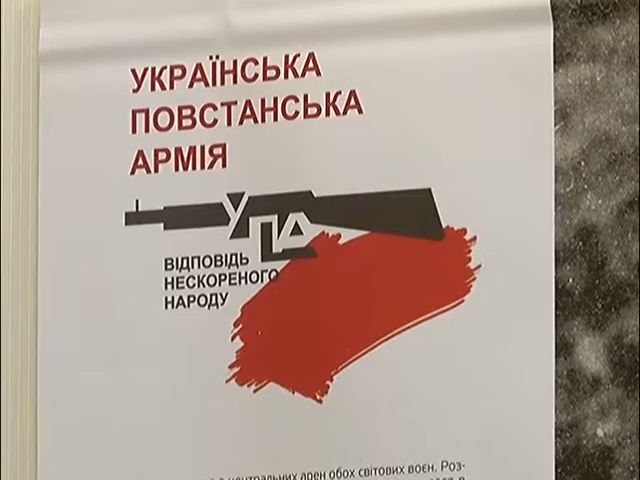 УКРАЇНСЬКА
ПОВСТАНСЬКА
АРМІЯ
УПА
ВІДПОВІДЬ
НЕСКОРЕНОГО
НАРОДУ
центральних арен обох світових воєн. Роз-